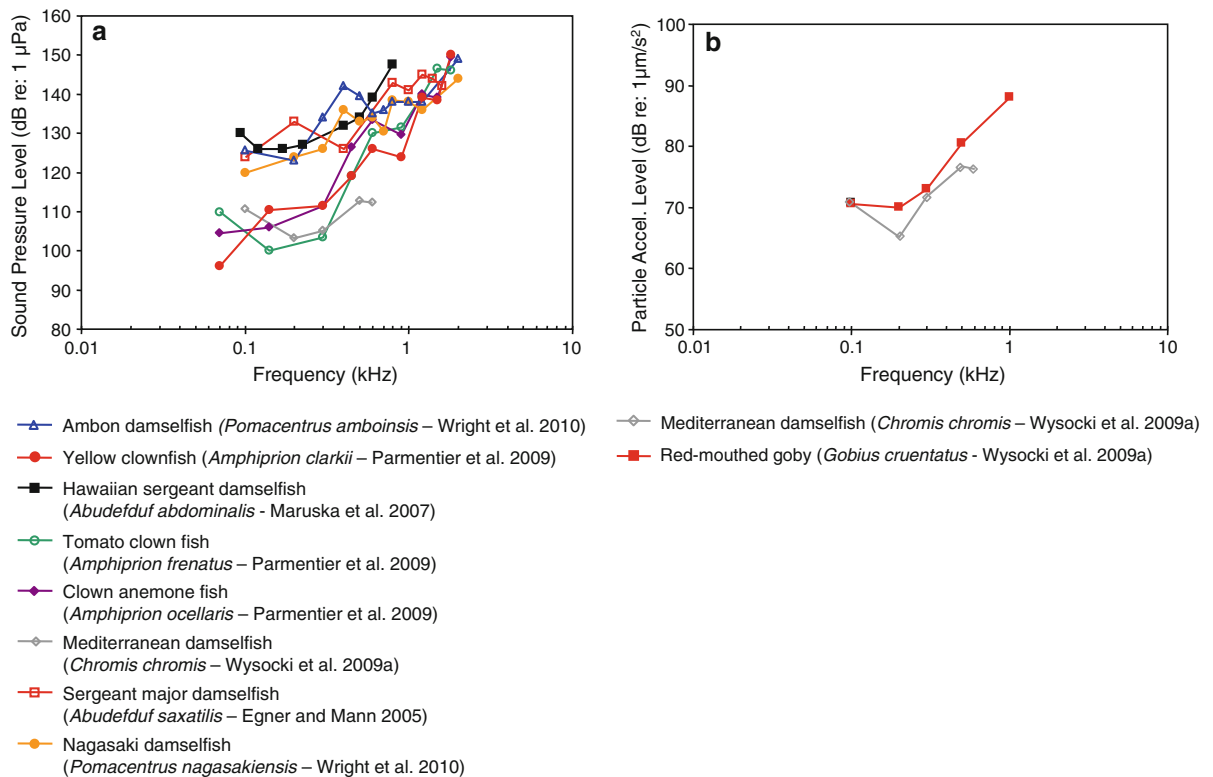 a
Sound Pressure Level (dB re: 1 µPa)
160
150
140
130
120
110
100
90
80
0.01
0.1
1
10
Frequency (kHz)
b
Particle Accel. Level (dB re: 1µm/s²)
100
90
80
70
60
50
0.01
0.1
1
10
Frequency (kHz)
Ambon damselfish (Pomacentrus amboinsis – Wright et al. 2010)
Yellow clownfish (Amphiprion clarkii – Parmentier et al. 2009)
Hawaiian sergeant damselfish
(Abudefduf abdominalis - Maruska et al. 2007)
Tomato clown fish
(Amphiprion frenatus – Parmentier et al. 2009)
Clown anemone fish
(Amphiprion ocellaris – Parmentier et al. 2009)
Mediterranean damselfish
(Chromis chromis – Wysocki et al. 2009a)
Sergeant major damselfish
(Abudefduf saxatilis – Egner and Mann 2005)
Nagasaki damselfish
(Pomacentrus nagasakiensis – Wright et al. 2010)
Mediterranean damselfish (Chromis chromis – Wysocki et al. 2009a)
Red-mouthed goby (Gobius cruentatus - Wysocki et al. 2009a)